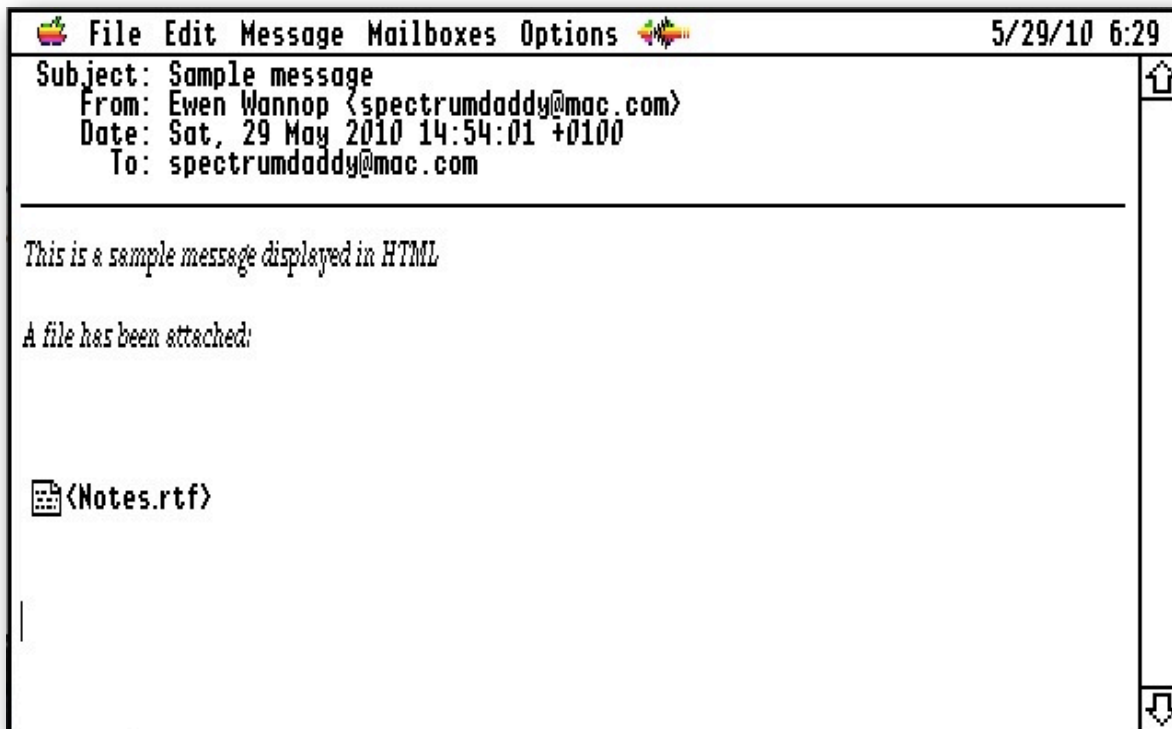 File Edit Message Mailboxes Options 5/29/10 6:29
Subject: Sample message
From: Ewen Wannop <spectrumdaddy@mac.com>
Date: Sat, 29 May 2010 14:54:01 +0100
To: spectrumdaddy@mac.com
This is a sample message displayed in HTML
A file has been attached:
<Notes.rtf>